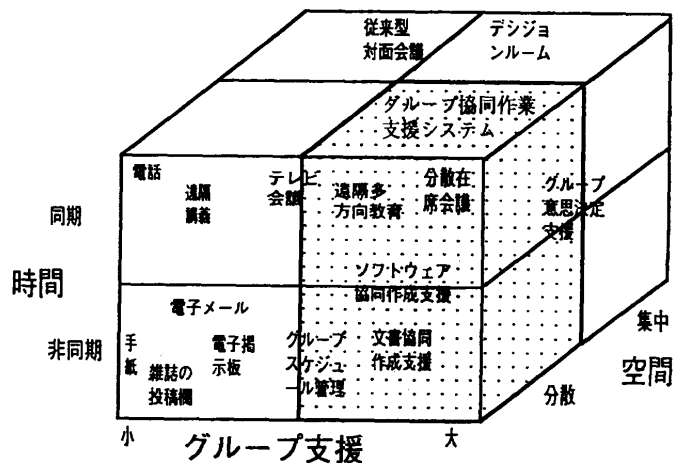 従来型
対面会議
デシジョ
ンルーム
グループ協同作業
支援システム
電話
遠隔
講義
テレビ
会議
遠隔多
方向教育
分散在
席会議
グループ
意思決定
支援
同期
時間
ソフトウェア
協同作成支援
電子メール
非同期
手
紙
雑誌の
投稿欄
電子掲
示板
グループ
スケジュ
ール管理
文書協同
作成支援
集中
空間
分散
小
グループ支援
大